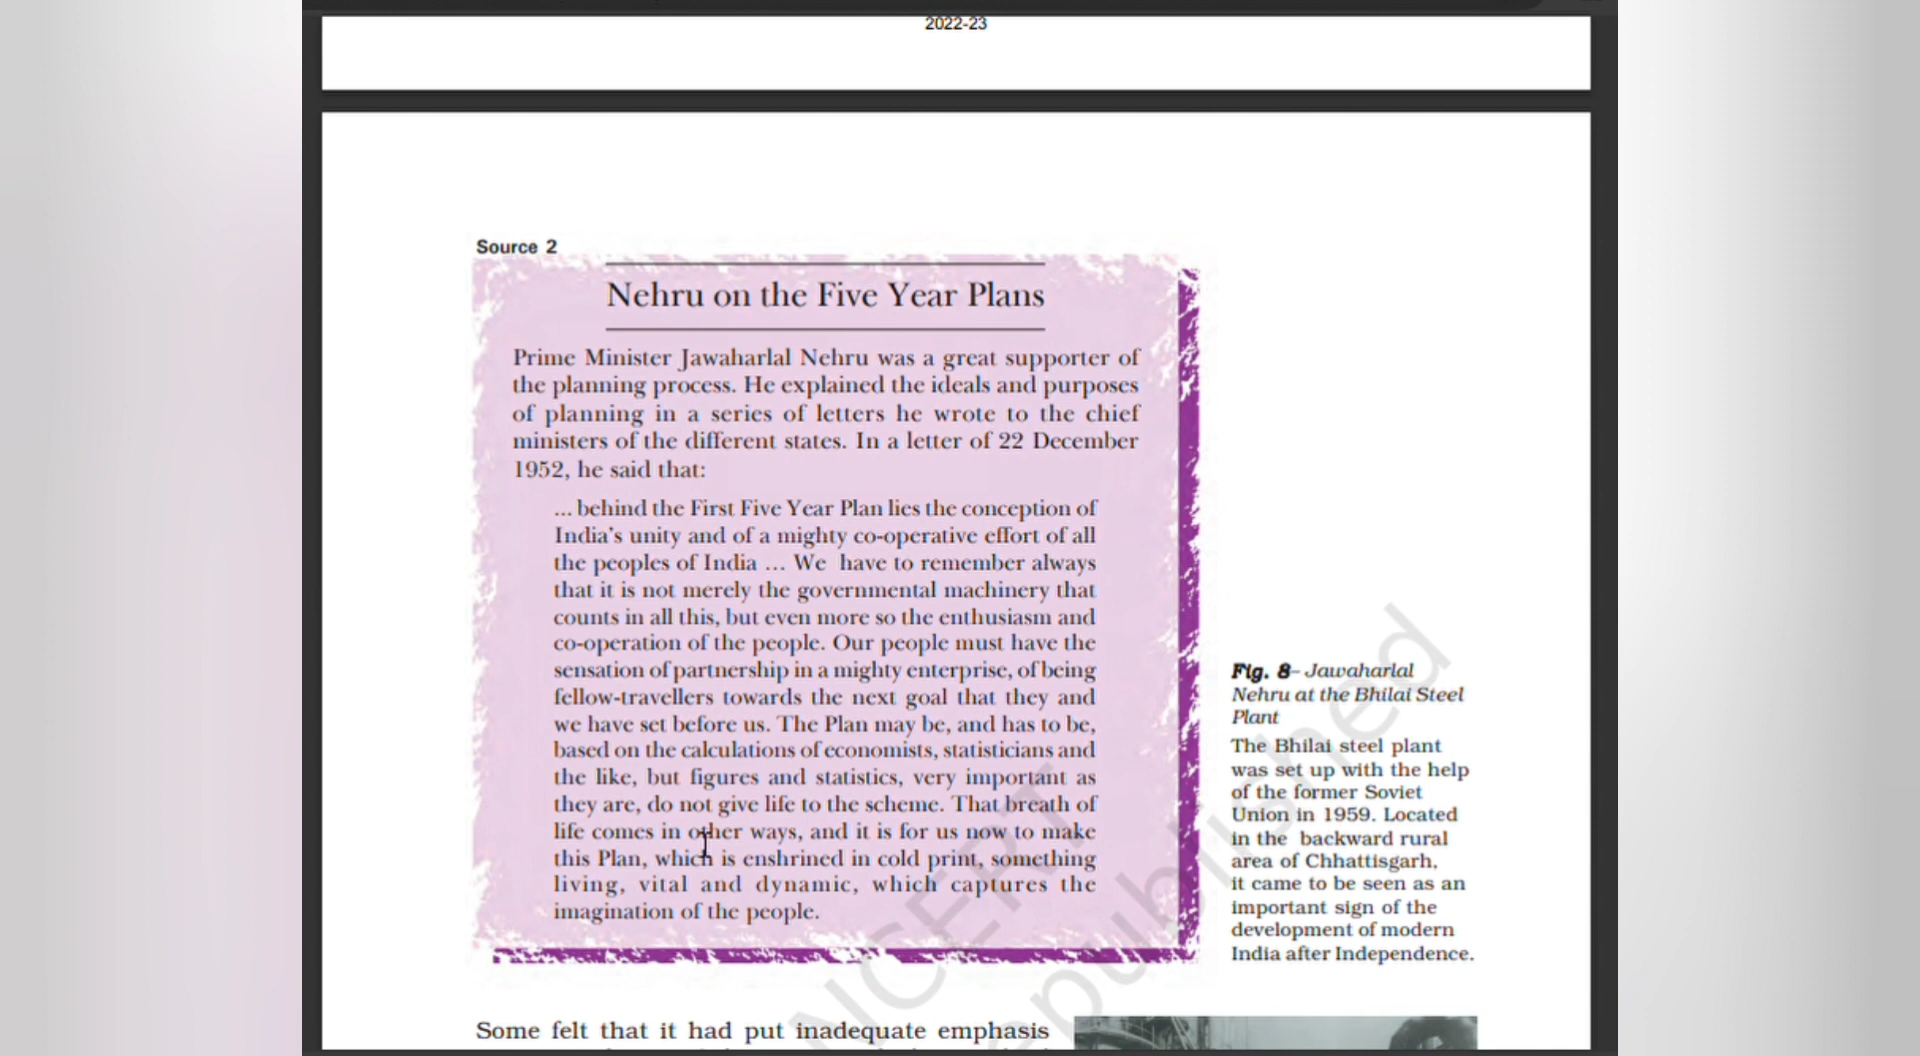 2022-23
Source 2
Nehru on the Five Year Plans
Prime Minister Jawaharlal Nehru was a great supporter of
the planning process. He explained the ideals and purposes
of planning in a series of letters he wrote to the chief
ministers of the different states. In a letter of 22 December
1952, he said that:
... behind the First Five Year Plan lies the conception of
India's unity and of a mighty co-operative effort of all
the peoples of India ... We have to remember always
that it is not merely the governmental machinery that
counts in all this, but even more so the enthusiasm and
co-operation of the people. Our people must have the
sensation of partnership in a mighty enterprise, of being
fellow-travellers towards the next goal that they and
we have set before us. The Plan may be, and has to be,
based on the calculations of economists, statisticians and
the like, but figures and statistics, very important as
they are, do not give life to the scheme. That breath of
life comes in other ways, and it is for us now to make
this Plan, which is enshrined in cold print, something
living, vital and dynamic, which captures the
imagination of the people.
Fig. 8– Jawaharlal
Nehru at the Bhilai Steel
Plant
The Bhilai steel plant
was set up with the help
of the former Soviet
Union in 1959. Located
in the backward rural
area of Chhattisgarh,
it came to be seen as an
important sign of the
development of modern
India after Independence.
Some felt that it had put inadequate emphasis
NCERT
epublished